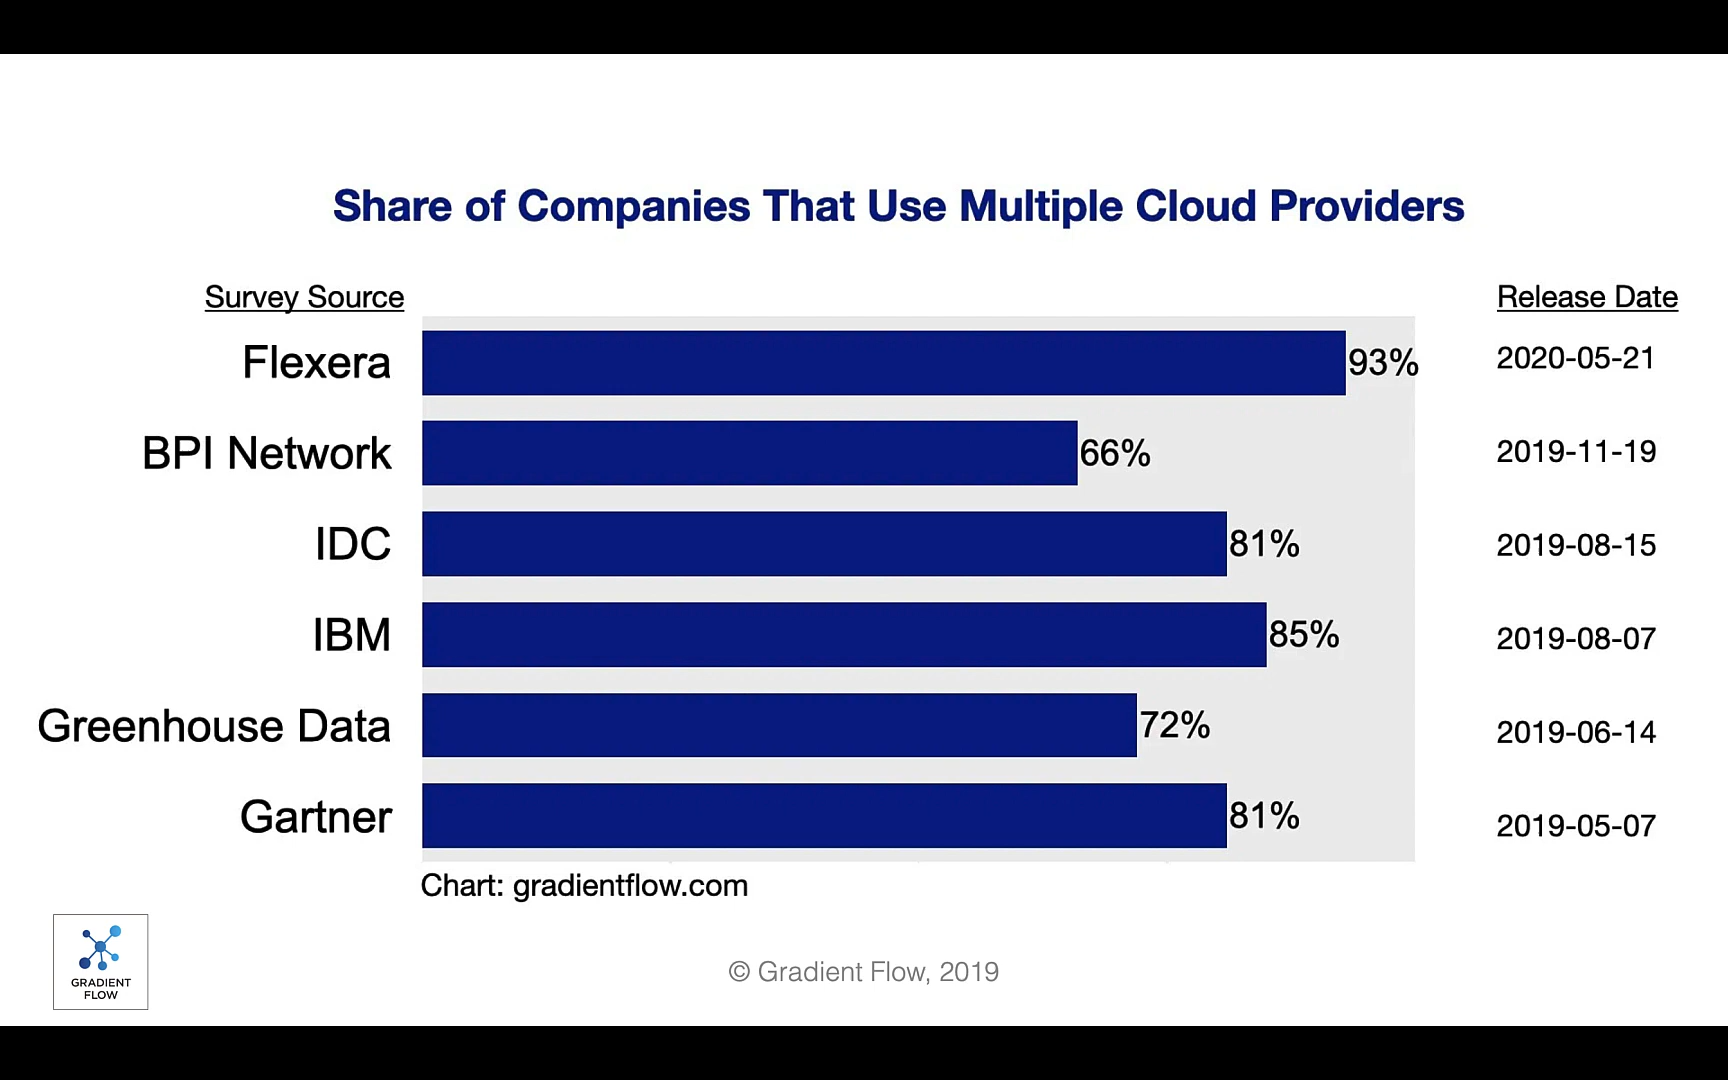 Share of Companies That Use Multiple Cloud Providers
Survey Source Release Date
Flexera 93% 2020-05-21
BPI Network 66% 2019-11-19
IDC 81% 2019-08-15
IBM 85% 2019-08-07
Greenhouse Data 72% 2019-06-14
Gartner 81% 2019-05-07
Chart: gradientflow.com
GRADIENT
FLOW
© Gradient Flow, 2019